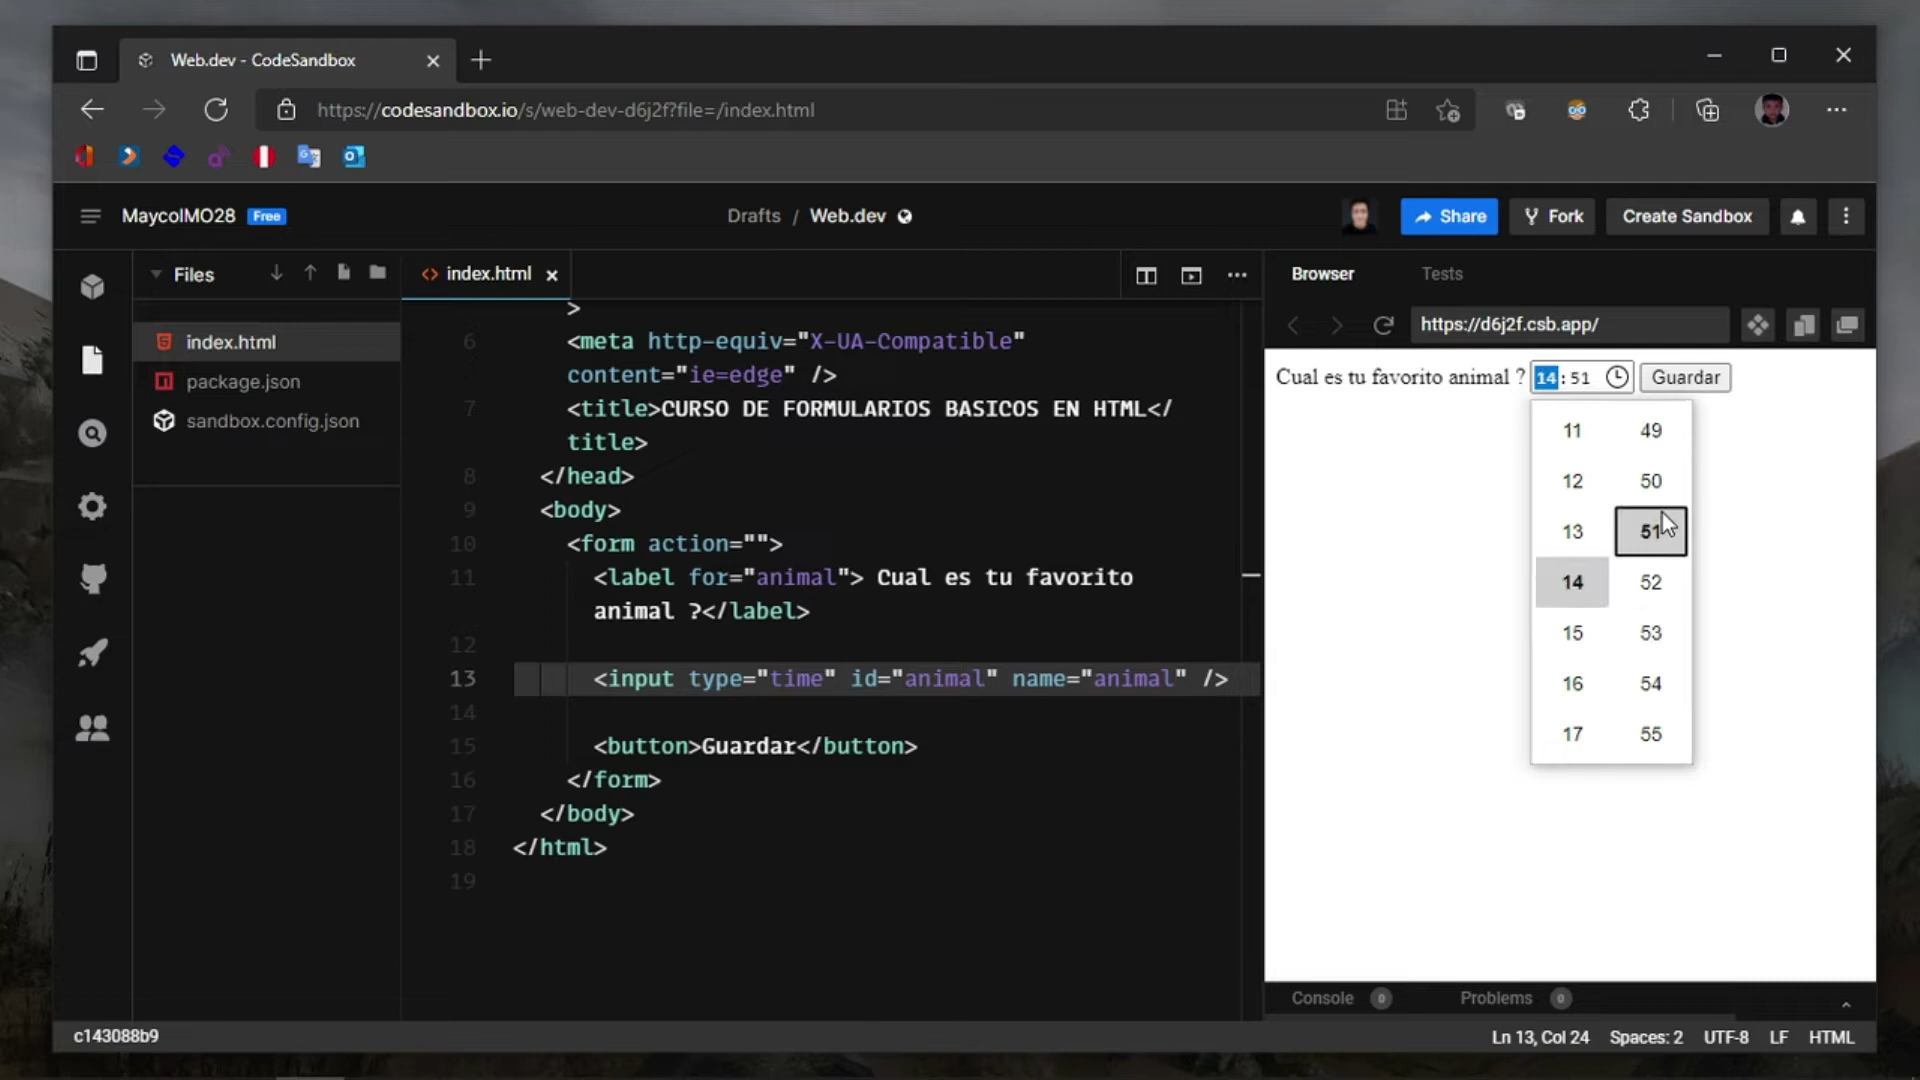 Web.dev - CodeSandbox
https://codesandbox.io/s/web-dev-d6j2f?file=/index.html
MaycolMO28 Free
Drafts / Web.dev
Share
Fork
Create Sandbox
Files
index.html
package.json
sandbox.config.json
index.html
>
6 <meta http-equiv="X-UA-Compatible"
content="ie=edge" />
7 <title>CURSO DE FORMULARIOS BASICOS EN HTML</
title>
8 </head>
9 <body>
10 <form action="">
11 <label for="animal"> Cual es tu favorito
animal ?</label>
12
13 <input type="time" id="animal" name="animal" />
14
15 <button>Guardar</button>
16 </form>
17 </body>
18 </html>
19
Browser
Tests
https://d6j2f.csb.app/
Cual es tu favorito animal ? 14:51 Guardar
11 49
12 50
13 51
14 52
15 53
16 54
17 55
Console 0
Problems 0
c143088b9
Ln 13, Col 24
Spaces: 2
UTF-8
LF
HTML